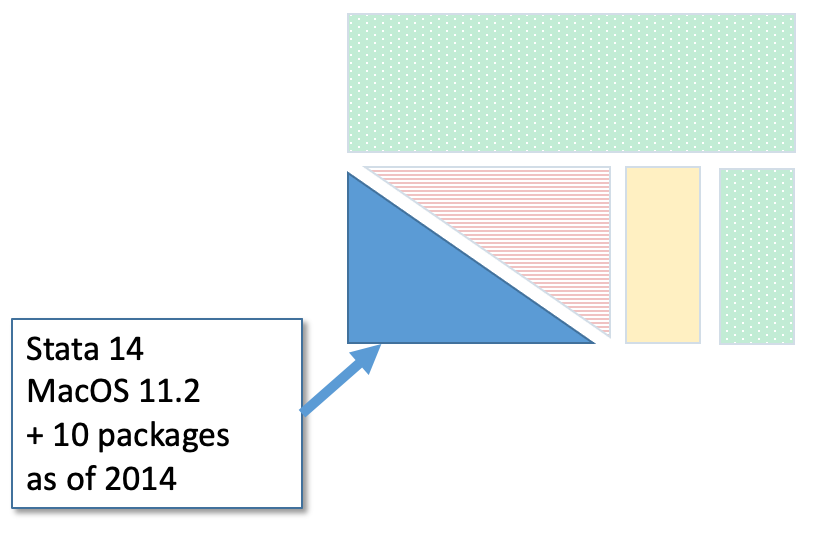 Stata 14
MacOS 11.2
+ 10 packages
as of 2014